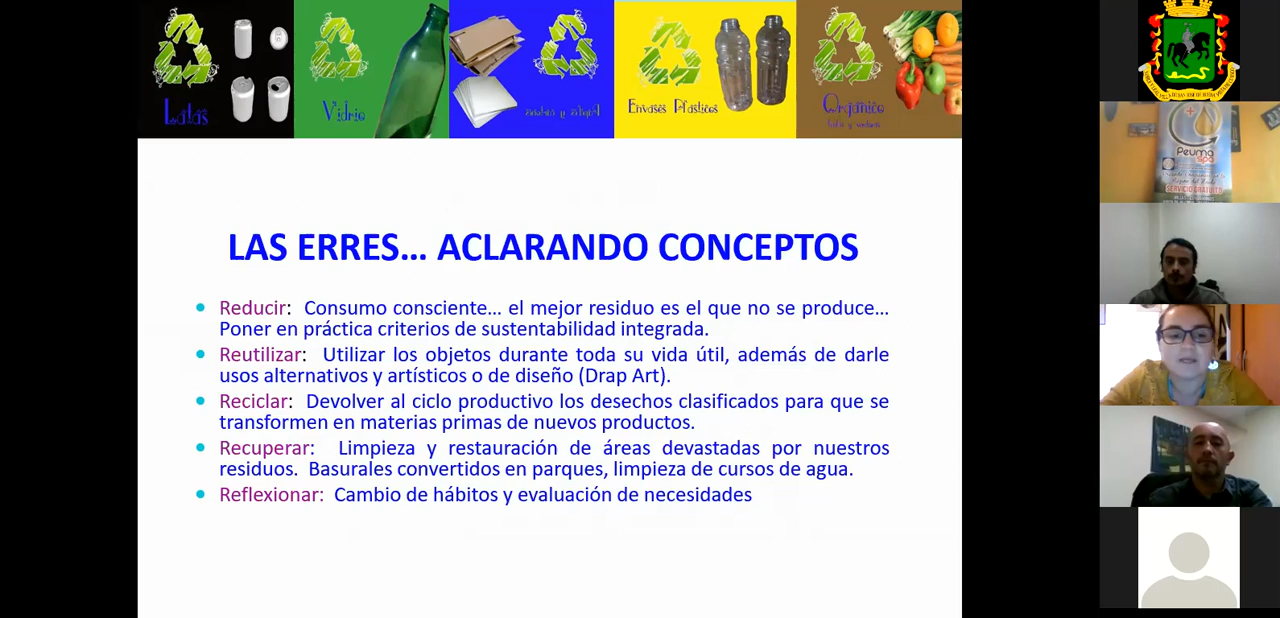 Latas
Vidrio
Envases Plásticos
Orgánico
LAS ERRES... ACLARANDO CONCEPTOS
Reducir: Consumo consciente... el mejor residuo es el que no se produce...
Poner en práctica criterios de sustentabilidad integrada.
Reutilizar: Utilizar los objetos durante toda su vida útil, además de darle
usos alternativos y artísticos o de diseño (Drap Art).
Reciclar: Devolver al ciclo productivo los desechos clasificados para que se
transformen en materias primas de nuevos productos.
Recuperar: Limpieza y restauración de áreas devastadas por nuestros
residuos. Basurales convertidos en parques, limpieza de cursos de agua.
Reflexionar: Cambio de hábitos y evaluación de necesidades
Peuma
Spa
SERVICIO GRATUITO